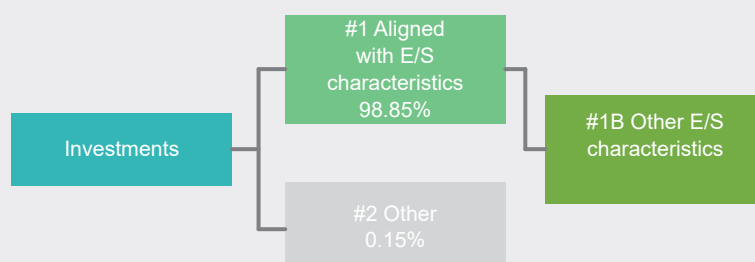 #1 Aligned
with E/S
characteristics
98.85%
Investments
#1B Other E/S
characteristics
#2 Other
0.15%